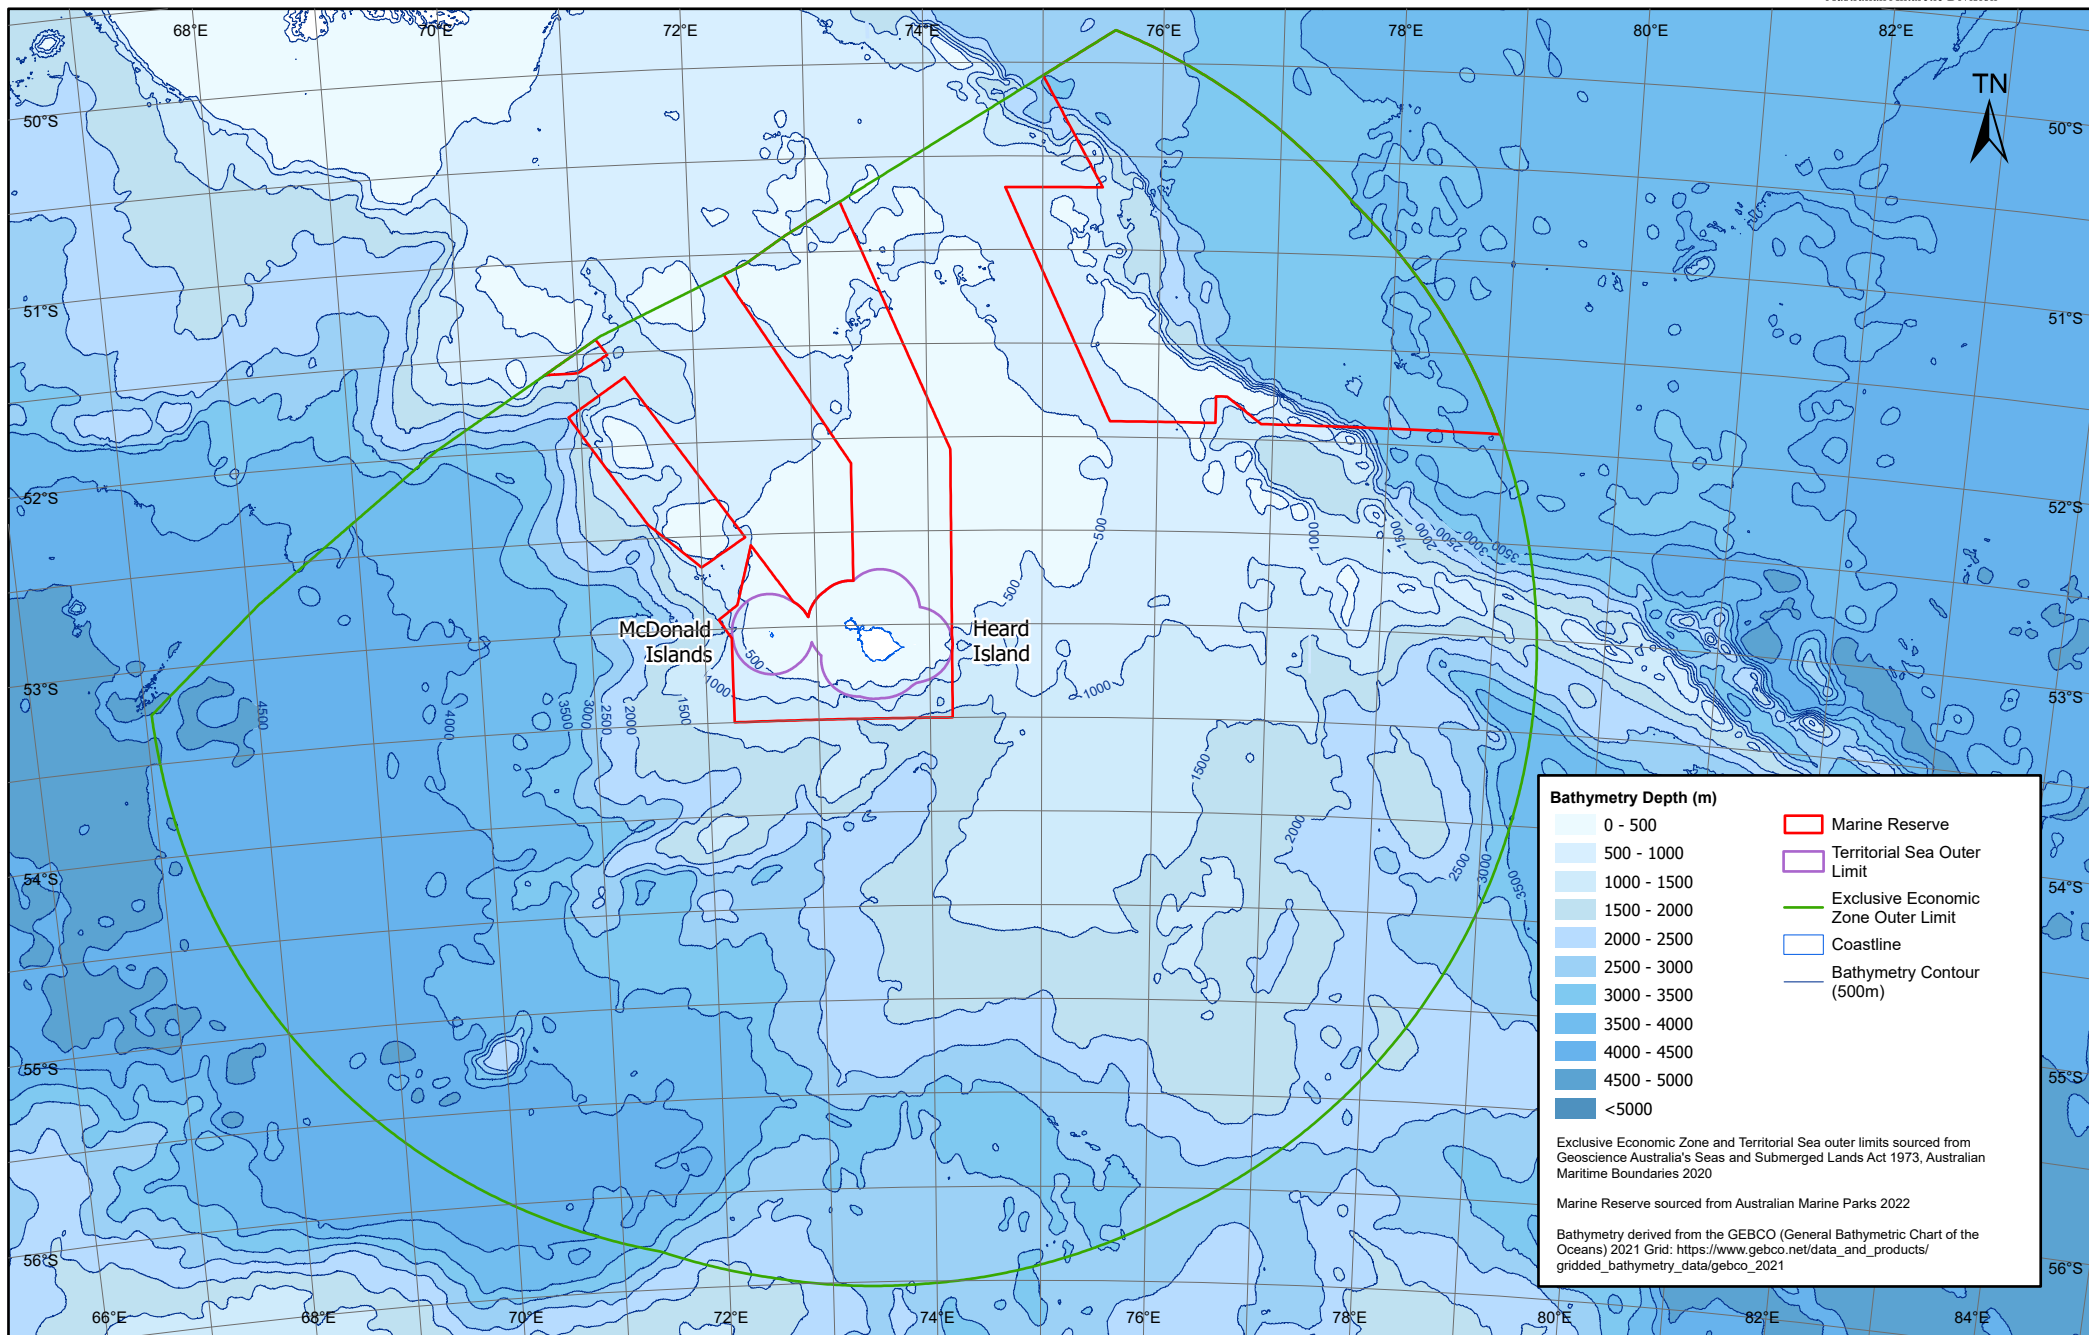 68°E
70°E
72°E
74°E
76°E
78°E
80°E
82°E
TN
50°S
50°S
51°S
51°S
52°S
52°S
500
1000
1500
2000
2500
3000
3500
500
McDonald
Islands
Heard
Island
500
1000
1000
53°S
53°S
4500
4000
3500
3000
2500
2000
1500
1500
2000
2500
3000
3500
54°S
54°S
55°S
55°S
56°S
56°S
Bathymetry Depth (m)
0 - 500
500 - 1000
1000 - 1500
1500 - 2000
2000 - 2500
2500 - 3000
3000 - 3500
3500 - 4000
4000 - 4500
4500 - 5000
<5000
Marine Reserve
Territorial Sea Outer
Limit
Exclusive Economic
Zone Outer Limit
Coastline
Bathymetry Contour
(500m)
Exclusive Economic Zone and Territorial Sea outer limits sourced from
Geoscience Australia's Seas and Submerged Lands Act 1973, Australian
Maritime Boundaries 2020
Marine Reserve sourced from Australian Marine Parks 2022
Bathymetry derived from the GEBCO (General Bathymetric Chart of the
Oceans) 2021 Grid: https://www.gebco.net/data_and_products/
gridded_bathymetry_data/gebco_2021
66°E
68°E
70°E
72°E
74°E
76°E
78°E
80°E
82°E
84°E